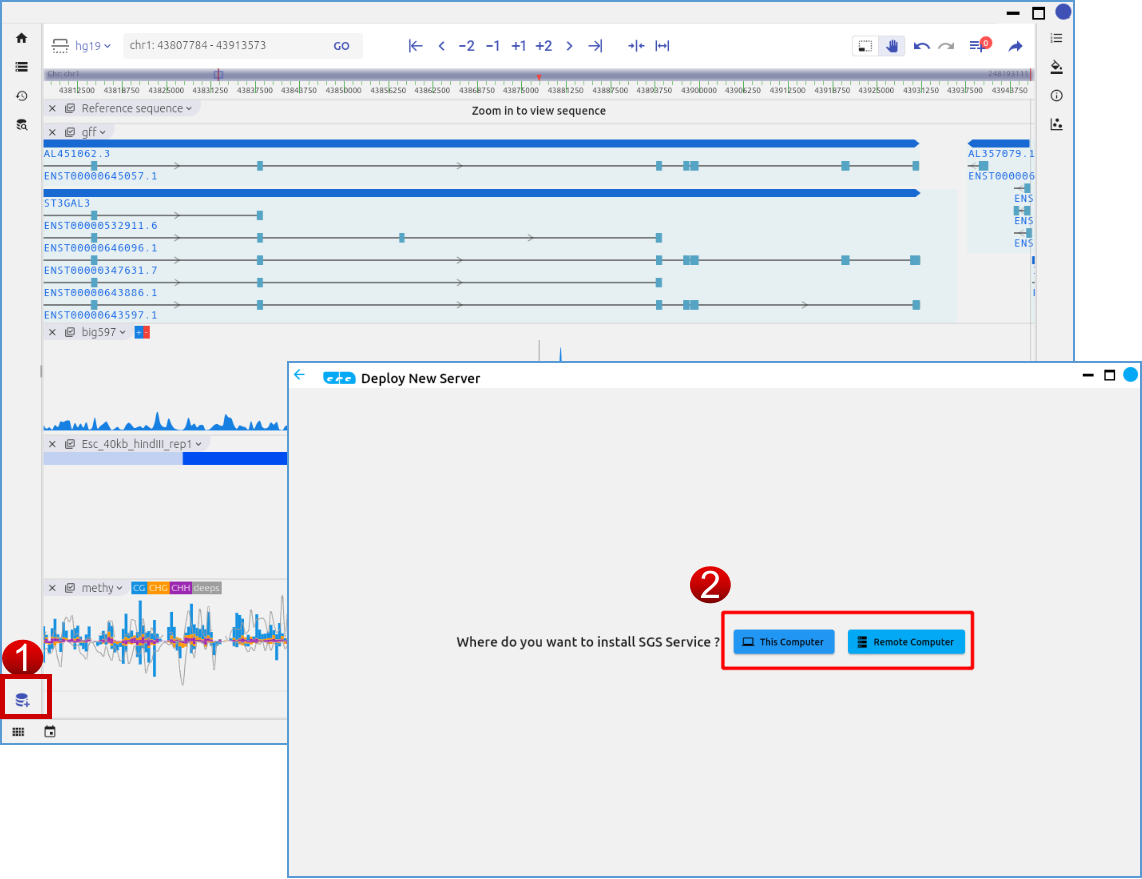 hg19 chr1: 43807784 - 43913573 GO -2 -1 +1 +2 0
Chr: chr1 248193111
43812500 43818750 43825000 43831250 43837500 43843750 43850000 43856250 43862500 43868750 43875000 43881250 43887500 43893750 43900000 43906250 43912500 43918750 43925000 43931250 43937500 43943750
Reference sequence Zoom in to view sequence
gff
AL451062.3 AL357079.1
ENST00000645057.1 ENST000006
ST3GAL3 ENS
ENST00000532911.6 ENS
ENST00000646096.1 ENS
ENST00000347631.7
ENST00000643886.1
ENST00000643597.1
big597 + -
Esc_40kb_hindIII_rep1
methy CG CHG CHH deeps
1
Deploy New Server
2
Where do you want to install SGS Service ? This Computer Remote Computer